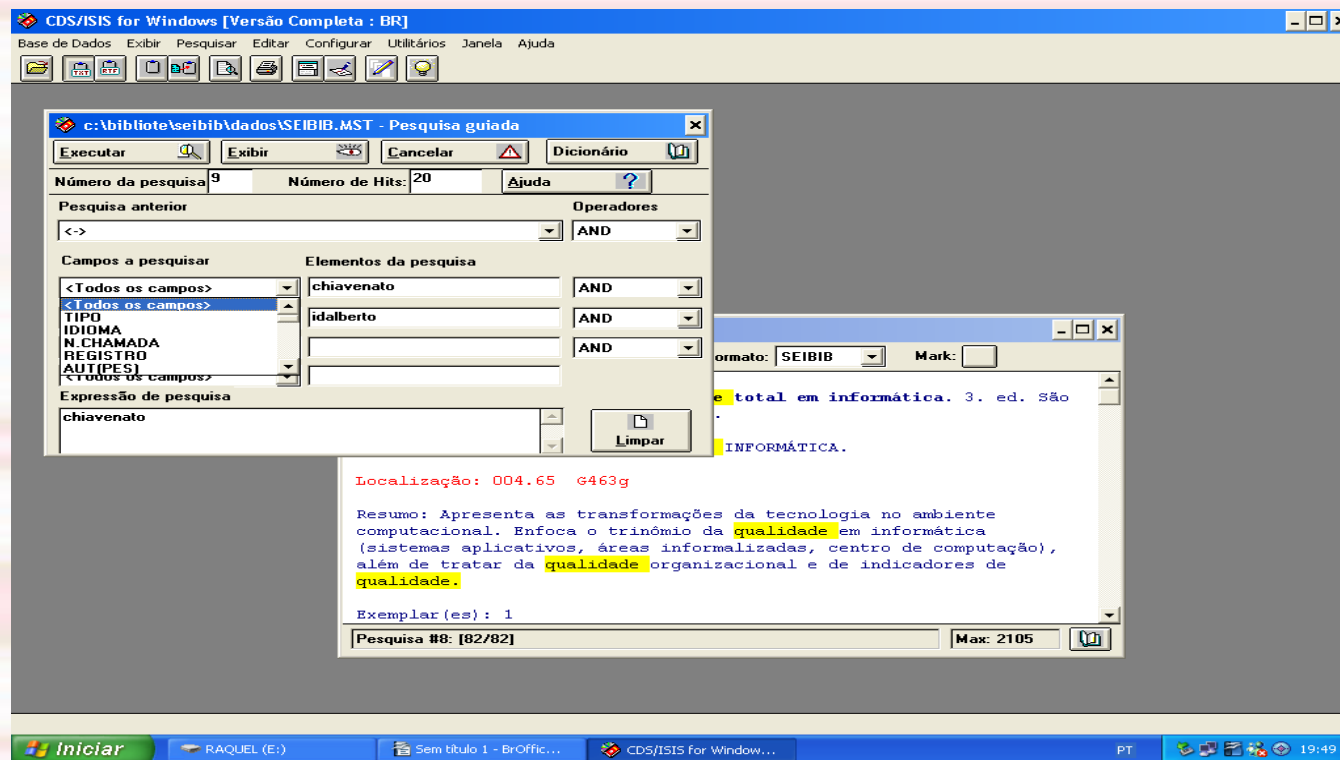 CDS/ISIS for Windows [Versão Completa : BR]
Base de Dados Exibir Pesquisar Editar Configurar Utilitários Janela Ajuda
TXT RTF
c:\bibliote\seibib\dados\SEIBIB.MST - Pesquisa guiada
Executar Exibir Cancelar Dicionário
Número da pesquisa 9 Número de Hits: 20 Ajuda ?
Pesquisa anterior Operadores
<-> AND
Campos a pesquisar Elementos da pesquisa
<Todos os campos> chiavenato AND
<Todos os campos>
TIPO idalberto AND
IDIOMA
N.CHAMADA AND
REGISTRO
AUT(PES)
<Todos os campos>
Expressão de pesquisa
chiavenato
Limpar
ormato: SEIBIB Mark:
e total em informática. 3. ed. São
.
INFORMÁTICA.
Localização: 004.65 G463g
Resumo: Apresenta as transformações da tecnologia no ambiente
computacional. Enfoca o trinômio da qualidade em informática
(sistemas aplicativos, áreas informalizadas, centro de computação),
além de tratar da qualidade organizacional e de indicadores de
qualidade.
Exemplar(es): 1
Pesquisa #8: [82/82] Max: 2105
Iniciar RAQUEL (E:) Sem título 1 - BrOffic... CDS/ISIS for Window... PT 19:49